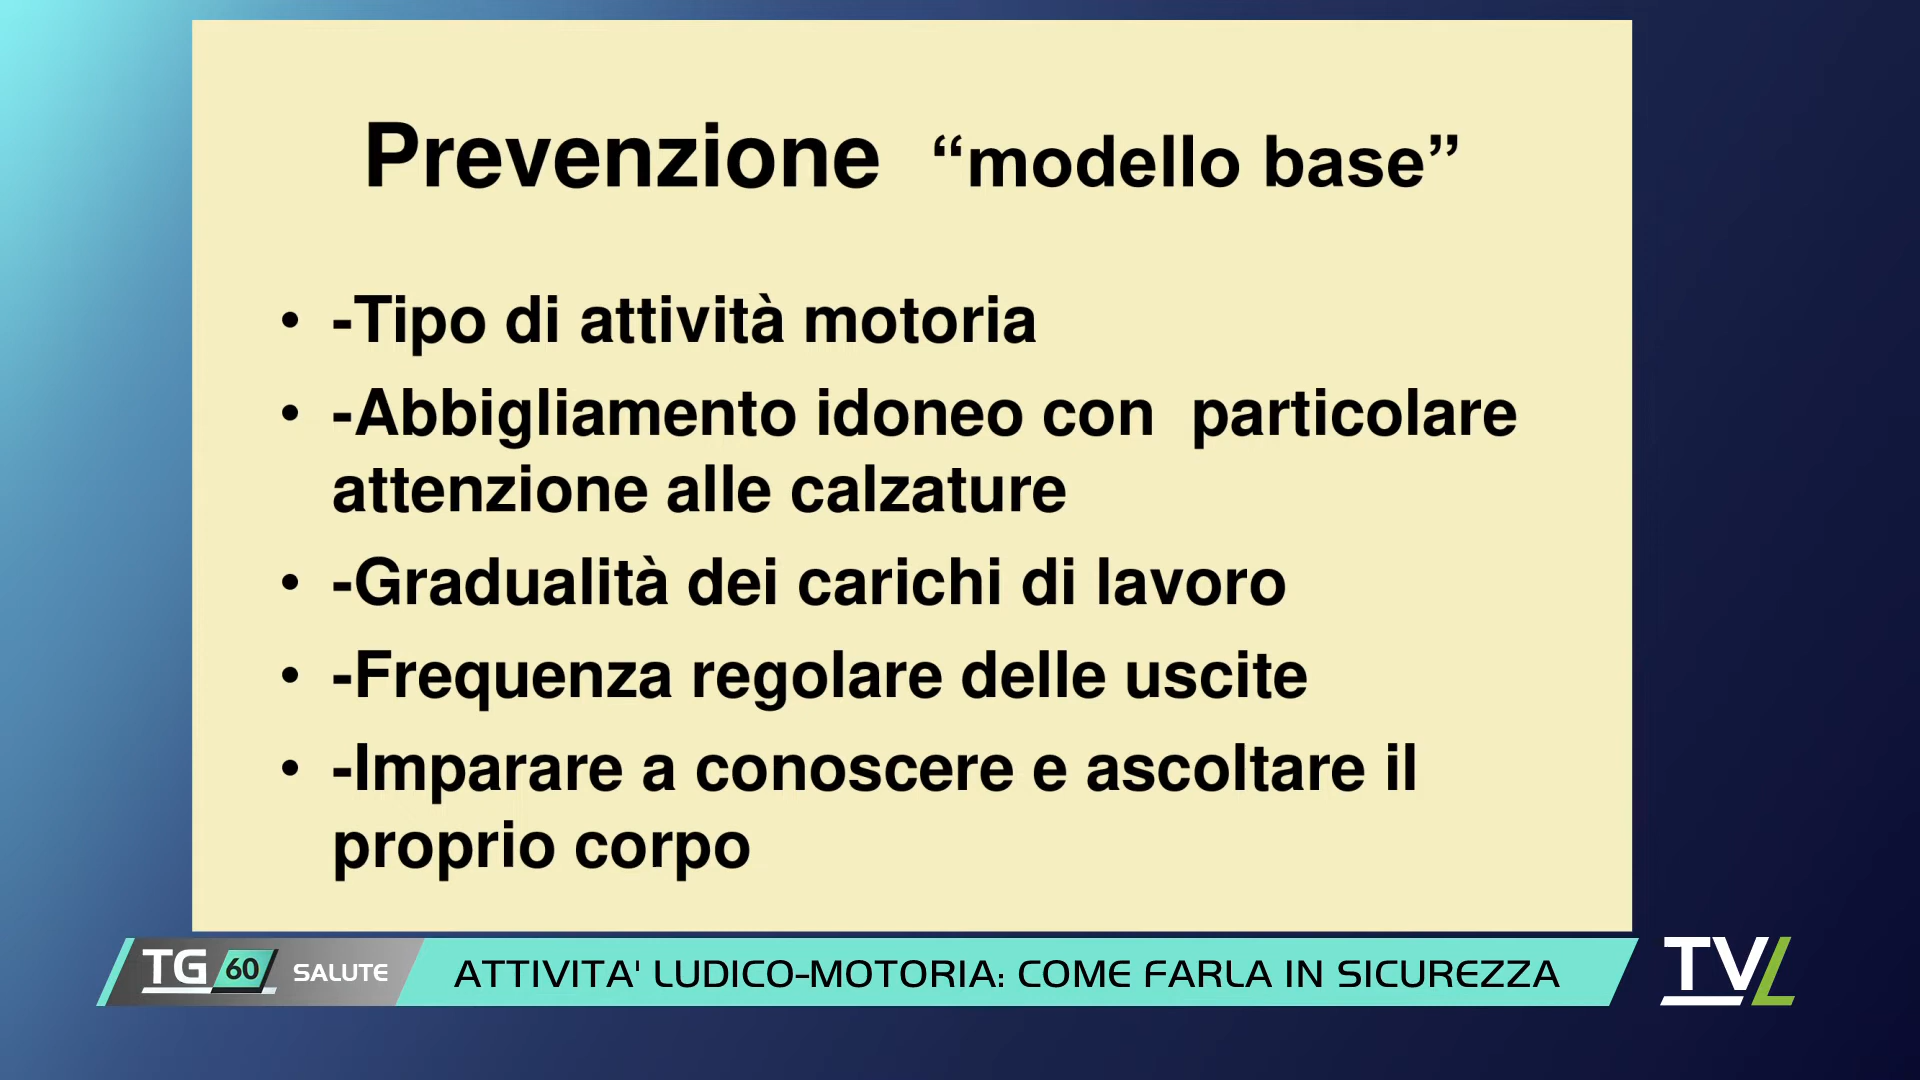 Prevenzione “modello base”
• -Tipo di attività motoria
• -Abbigliamento idoneo con particolare
attenzione alle calzature
• -Gradualità dei carichi di lavoro
• -Frequenza regolare delle uscite
• -Imparare a conoscere e ascoltare il
proprio corpo
TG 60 SALUTE
ATTIVITA' LUDICO-MOTORIA: COME FARLA IN SICUREZZA
TVL